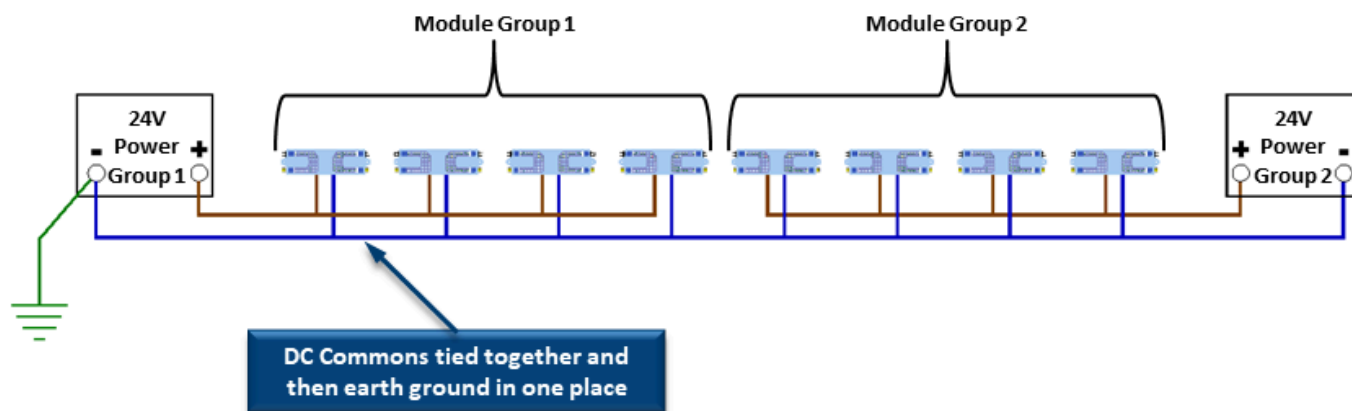 Module Group 1
Module Group 2
24V
- Power +
Group 1
24V
+ Power -
Group 2
DC Commons tied together and
then earth ground in one place